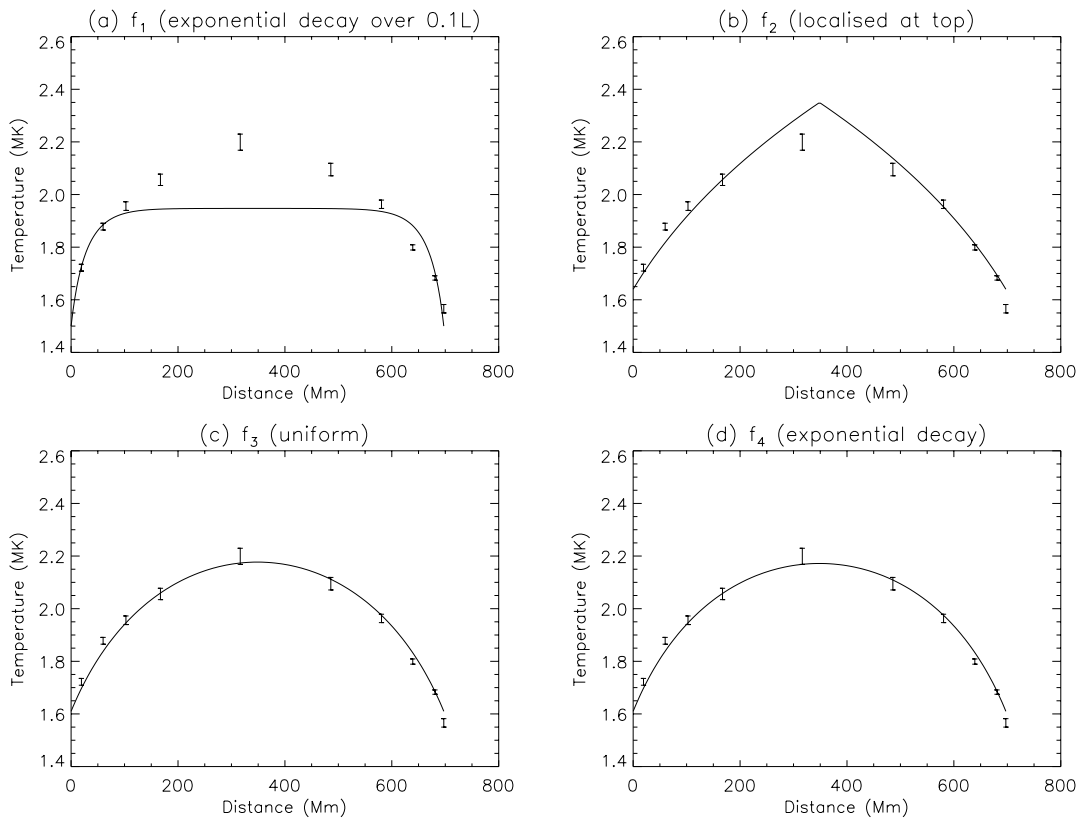 (a) f₁ (exponential decay over 0.1L)
2.6
2.4
2.2
2.0
1.8
1.6
1.4
Temperature (MK)
0 200 400 600 800
Distance (Mm)
(b) f₂ (localised at top)
2.6
2.4
2.2
2.0
1.8
1.6
1.4
Temperature (MK)
0 200 400 600 800
Distance (Mm)
(c) f₃ (uniform)
2.6
2.4
2.2
2.0
1.8
1.6
1.4
Temperature (MK)
0 200 400 600 800
Distance (Mm)
(d) f₄ (exponential decay)
2.6
2.4
2.2
2.0
1.8
1.6
1.4
Temperature (MK)
0 200 400 600 800
Distance (Mm)